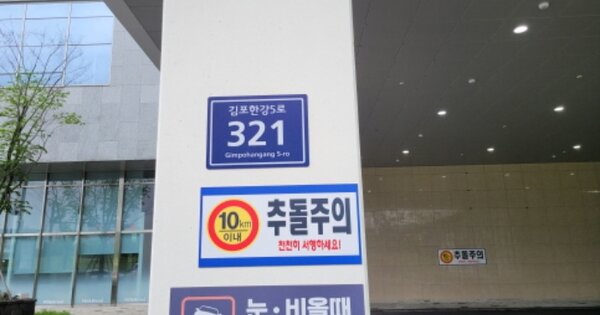 김포한강5로
321
Gimpohangang 5-ro
10km
이내
추돌주의
천천히 서행하세요!
추돌주의
눈·비올때